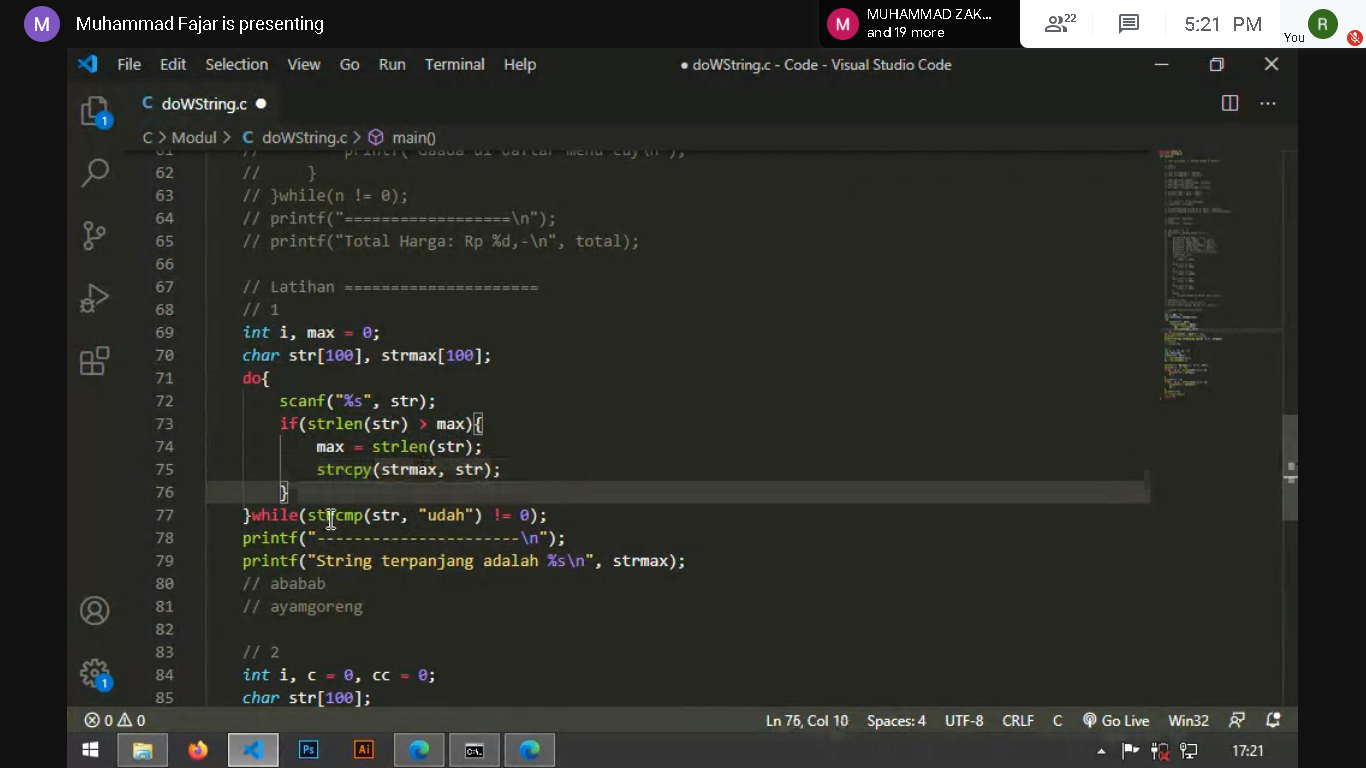 M Muhammad Fajar is presenting
M MUHAMMAD ZAK...
and 19 more
22
5:21 PM
You R
File Edit Selection View Go Run Terminal Help
● doWString.c - Code - Visual Studio Code
C doWString.c ●
C > Modul > C doWString.c > main()
62 //      }
63 // }while(n != 0);
64 // printf("==================\n");
65 // printf("Total Harga: Rp %d,-\n", total);
66
67 // Latihan =====================
68 // 1
69 int i, max = 0;
70 char str[100], strmax[100];
71 do{
72     scanf("%s", str);
73     if(strlen(str) > max){
74         max = strlen(str);
75         strcpy(strmax, str);
76     }
77 }while(strcmp(str, "udah") != 0);
78 printf("----------------------\n");
79 printf("String terpanjang adalah %s\n", strmax);
80 // ababab
81 // ayamgoreng
82
83 // 2
84 int i, c = 0, cc = 0;
85 char str[100];
1
1
0 0
Ln 76, Col 10 Spaces: 4 UTF-8 CRLF C Go Live Win32
Ps Ai
17:21